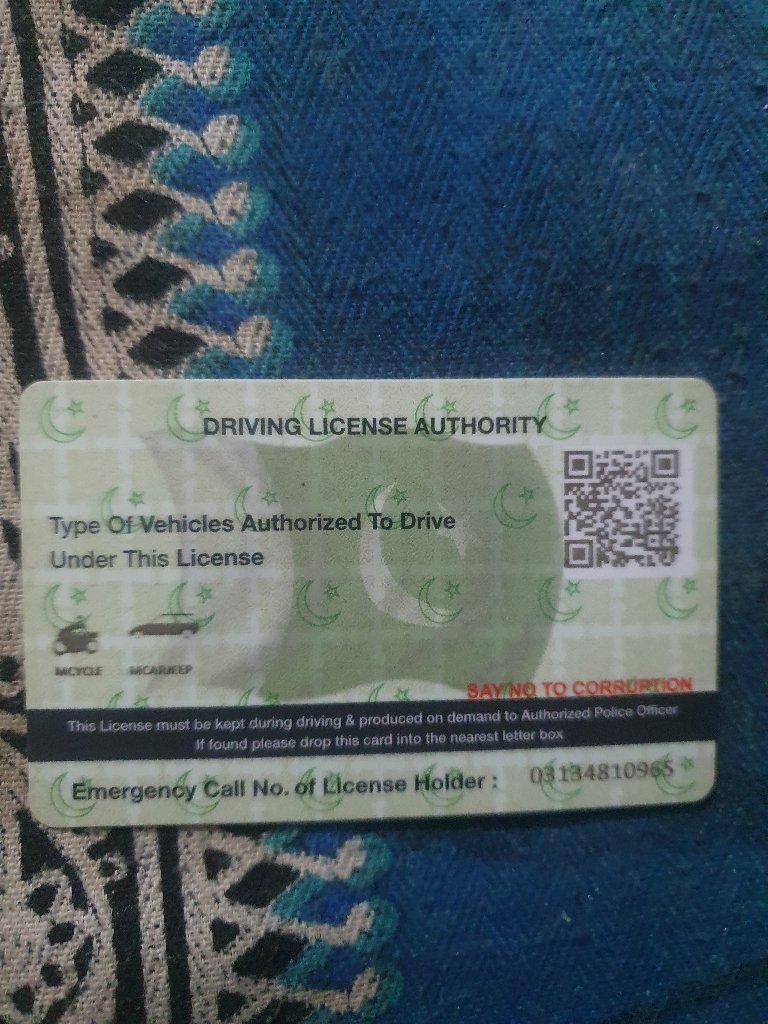 DRIVING LICENSE AUTHORITY
Type Of Vehicles Authorized To Drive
Under This License
MCYCLE MCARJEEP
SAY NO TO CORRUPTION
This License must be kept during driving & produced on demand to Authorized Police Officer
If found please drop this card into the nearest letter box
Emergency Call No. of License Holder : 03134810965